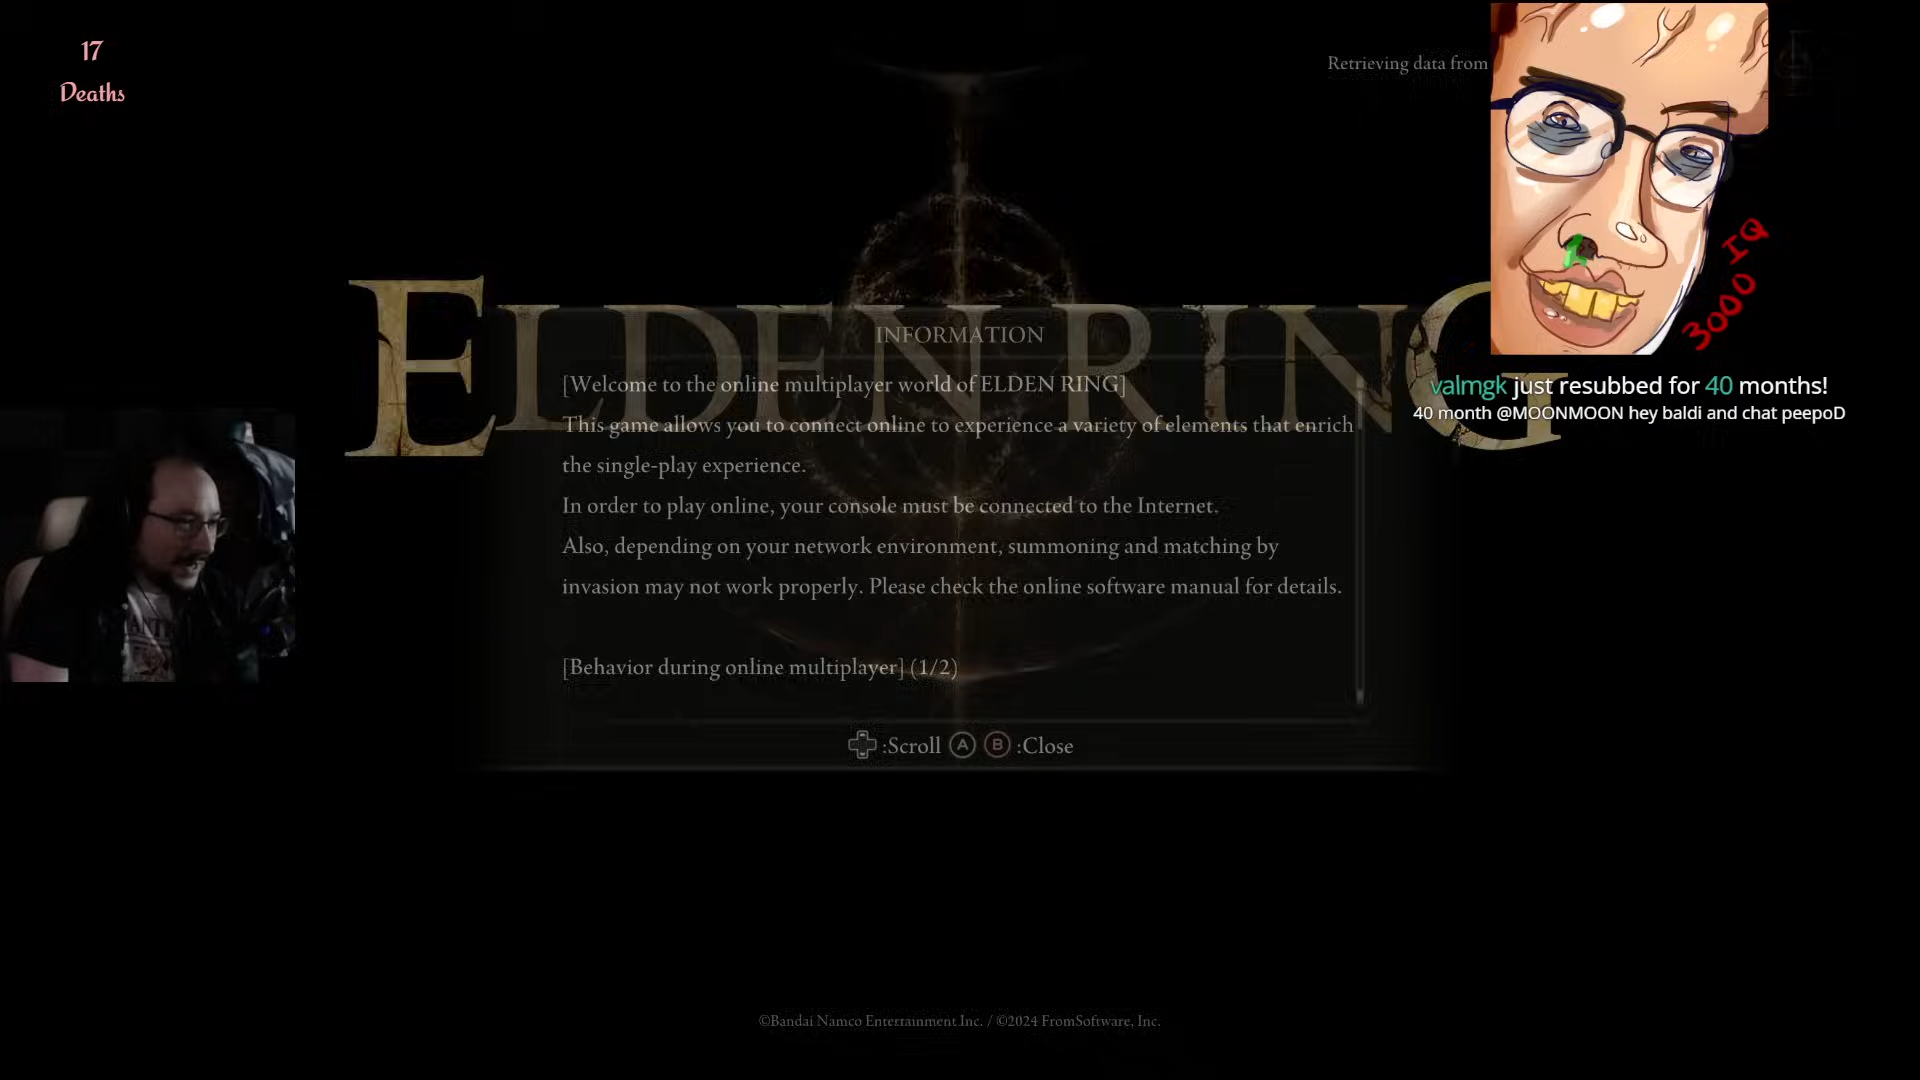 17
Deaths
Retrieving data from
IQ
3000
ELDEN RING
INFORMATION
[Welcome to the online multiplayer world of ELDEN RING]
This game allows you to connect online to experience a variety of elements that enrich
the single-play experience.
In order to play online, your console must be connected to the Internet.
Also, depending on your network environment, summoning and matching by
invasion may not work properly. Please check the online software manual for details.
[Behavior during online multiplayer] (1/2)
:Scroll A B :Close
valmgk just resubbed for 40 months!
40 month @MOONMOON hey baldi and chat peepoD
©Bandai Namco Entertainment Inc. / ©2024 FromSoftware, Inc.